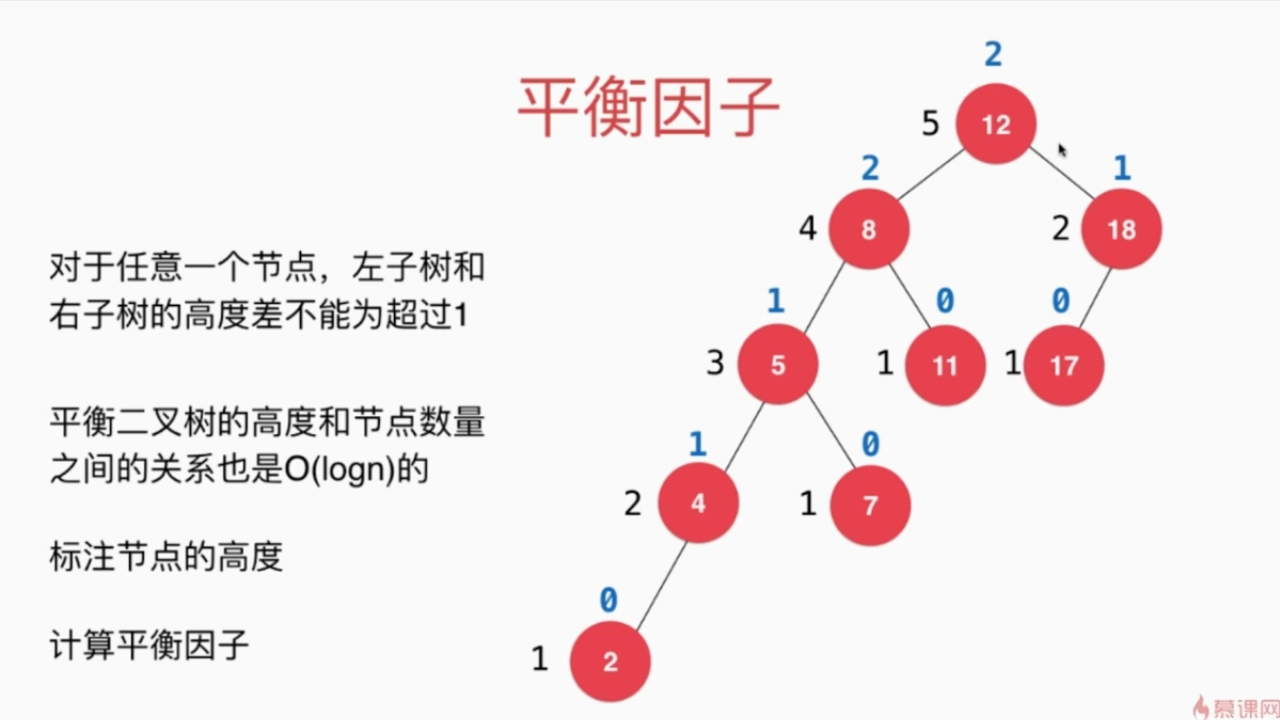 平衡因子
对于任意一个节点，左子树和
右子树的高度差不能为超过1
平衡二叉树的高度和节点数量
之间的关系也是O(logn)的
标注节点的高度
计算平衡因子
2
5 12
2 1
4 8 2 18
1 0 0
3 5 1 11 1 17
1 0
2 4 1 7
0
1 2
慕课网